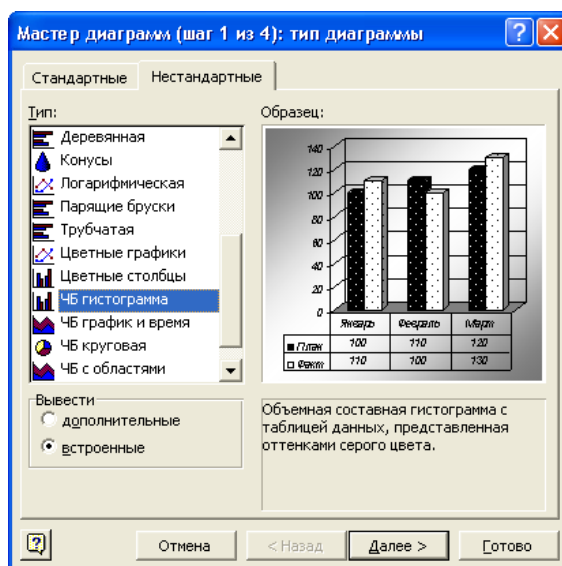 Мастер диаграмм (шаг 1 из 4): тип диаграммы
Стандартные
Нестандартные
Тип:
Деревянная
Конусы
Логарифмическая
Парящие бруски
Трубчатая
Цветные графики
Цветные столбцы
ЧБ гистограмма
ЧБ график и время
ЧБ круговая
ЧБ с областями
Вывести
дополнительные
встроенные
Образец:
140
120
100
80
60
40
20
0
Январь Февраль Март
План 100 110 120
Факт 110 100 130
Объемная составная гистограмма с
таблицей данных, представленная
оттенками серого цвета.
Отмена
< Назад
Далее >
Готово